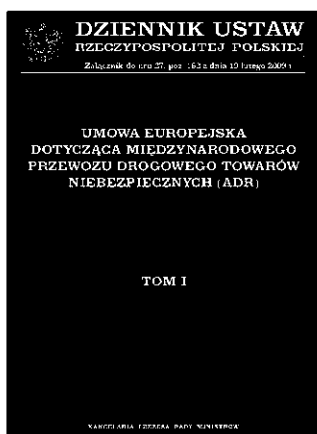 DZIENNIK USTAW
RZECZYPOSPOLITEJ POLSKIEJ
Załącznik do nru 27, poz. 162 z dnia 19 lutego 2009 r.
UMOWA EUROPEJSKA
DOTYCZĄCA MIĘDZYNARODOWEGO
PRZEWOZU DROGOWEGO TOWARÓW
NIEBEZPIECZNYCH (ADR)
TOM I
KANCELARIA PREZESA RADY MINISTRÓW